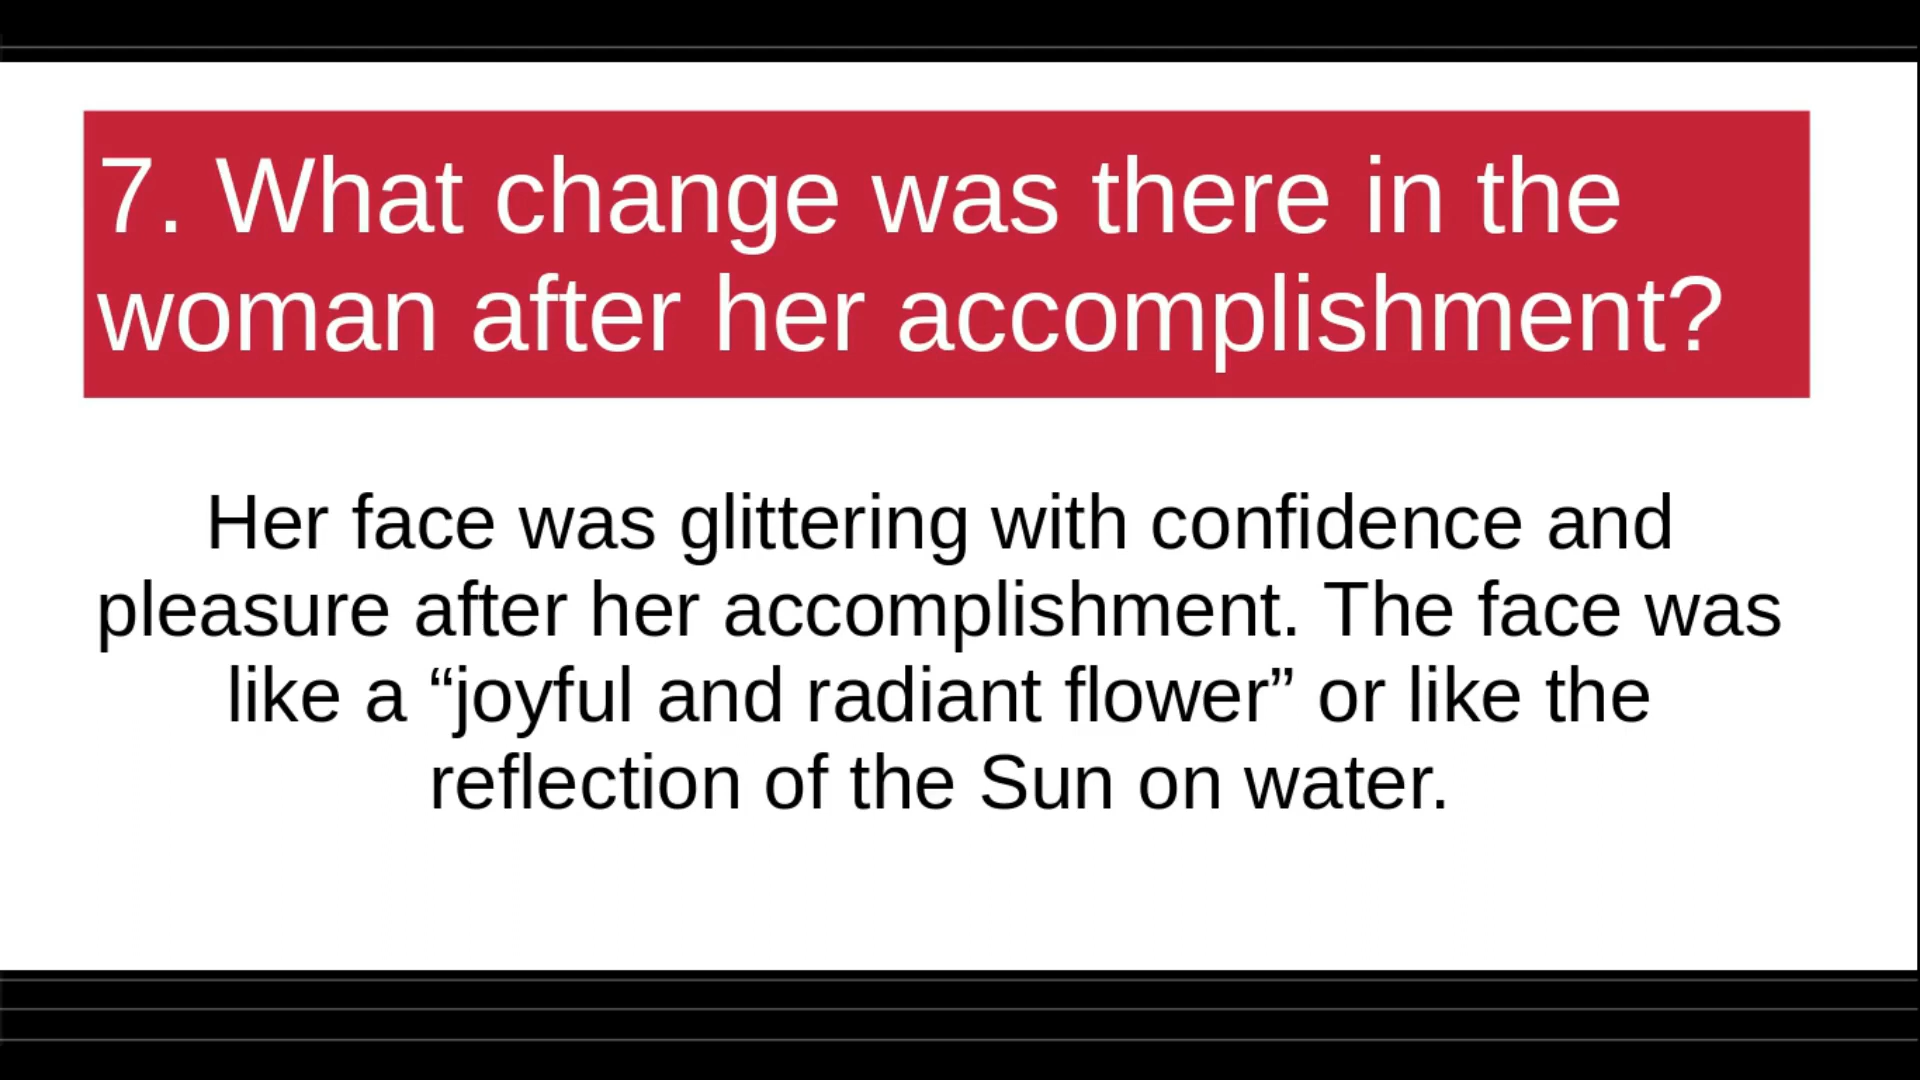 7. What change was there in the
woman after her accomplishment?
Her face was glittering with confidence and
pleasure after her accomplishment. The face was
like a “joyful and radiant flower” or like the
reflection of the Sun on water.